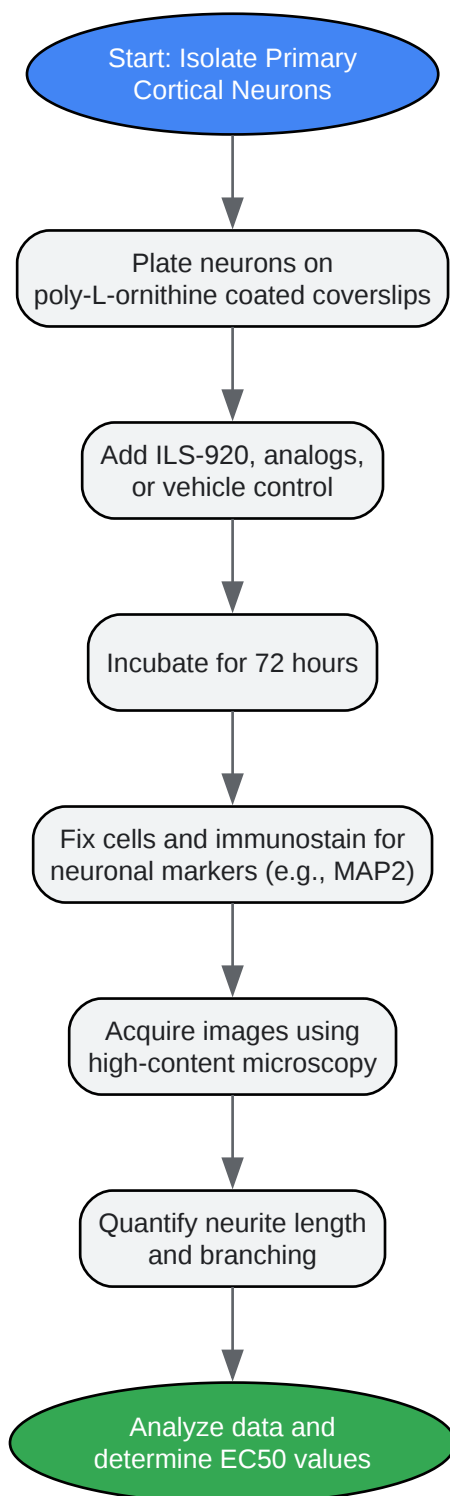 Start: Isolate Primary
Cortical Neurons
Plate neurons on
poly-L-ornithine coated coverslips
Add ILS-920, analogs,
or vehicle control
Incubate for 72 hours
Fix cells and immunostain for
neuronal markers (e.g., MAP2)
Acquire images using
high-content microscopy
Quantify neurite length
and branching
Analyze data and
determine EC50 values